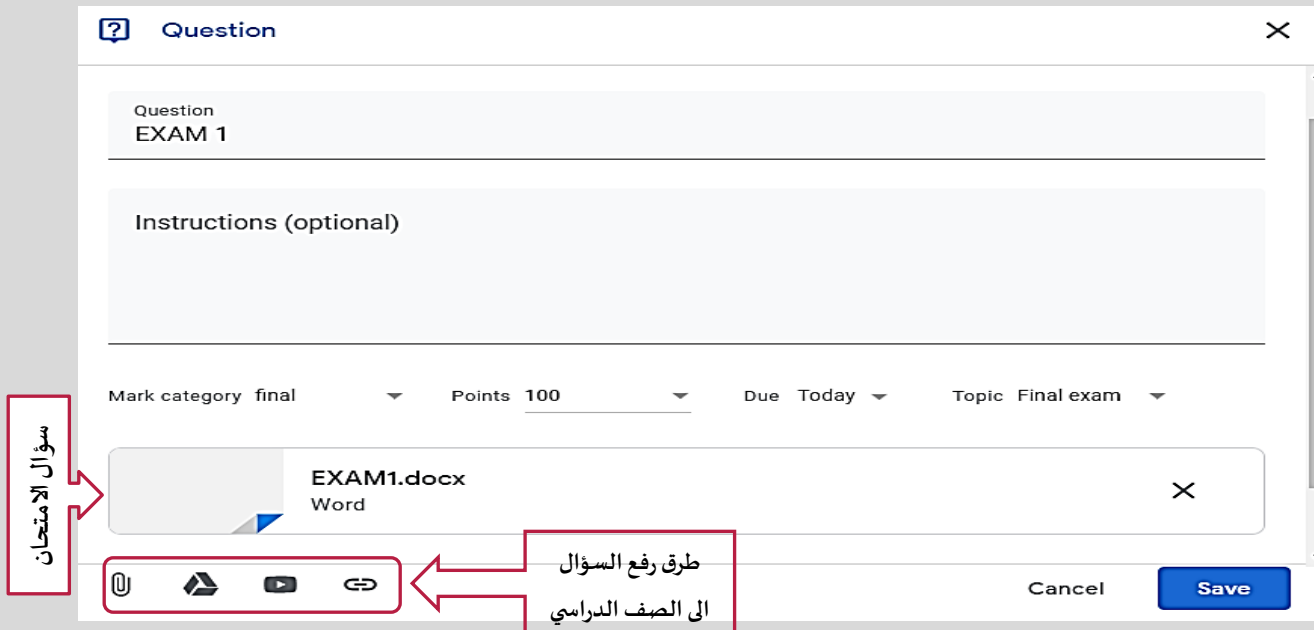 Question
Question
EXAM 1
Instructions (optional)
Mark category final Points 100 Due Today Topic Final exam
سؤال الامتحان
EXAM1.docx
Word
طرق رفع السؤال
الى الصف الدراسي
Cancel Save